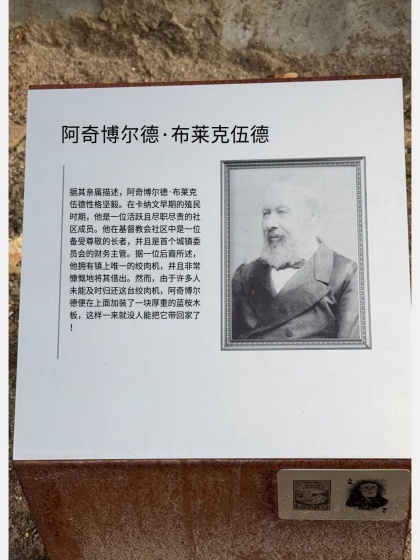 阿奇博尔德·布莱克伍德
据其亲属描述，阿奇博尔德·布莱克
伍德性格坚毅。在卡纳文早期的殖民
时期，他是一位活跃且尽职尽责的社
区成员。他在基督教会社区中是一位
备受尊敬的长者，并且是首个城镇委
员会的财务主管。据一位后裔所述，
他拥有镇上唯一的绞肉机，并且非常
慷慨地将其借出。然而，由于许多人
未能及时归还这台绞肉机，阿奇博尔
德便在上面加装了一块厚重的蓝桉木
板，这样一来就没人能把它带回家了
！